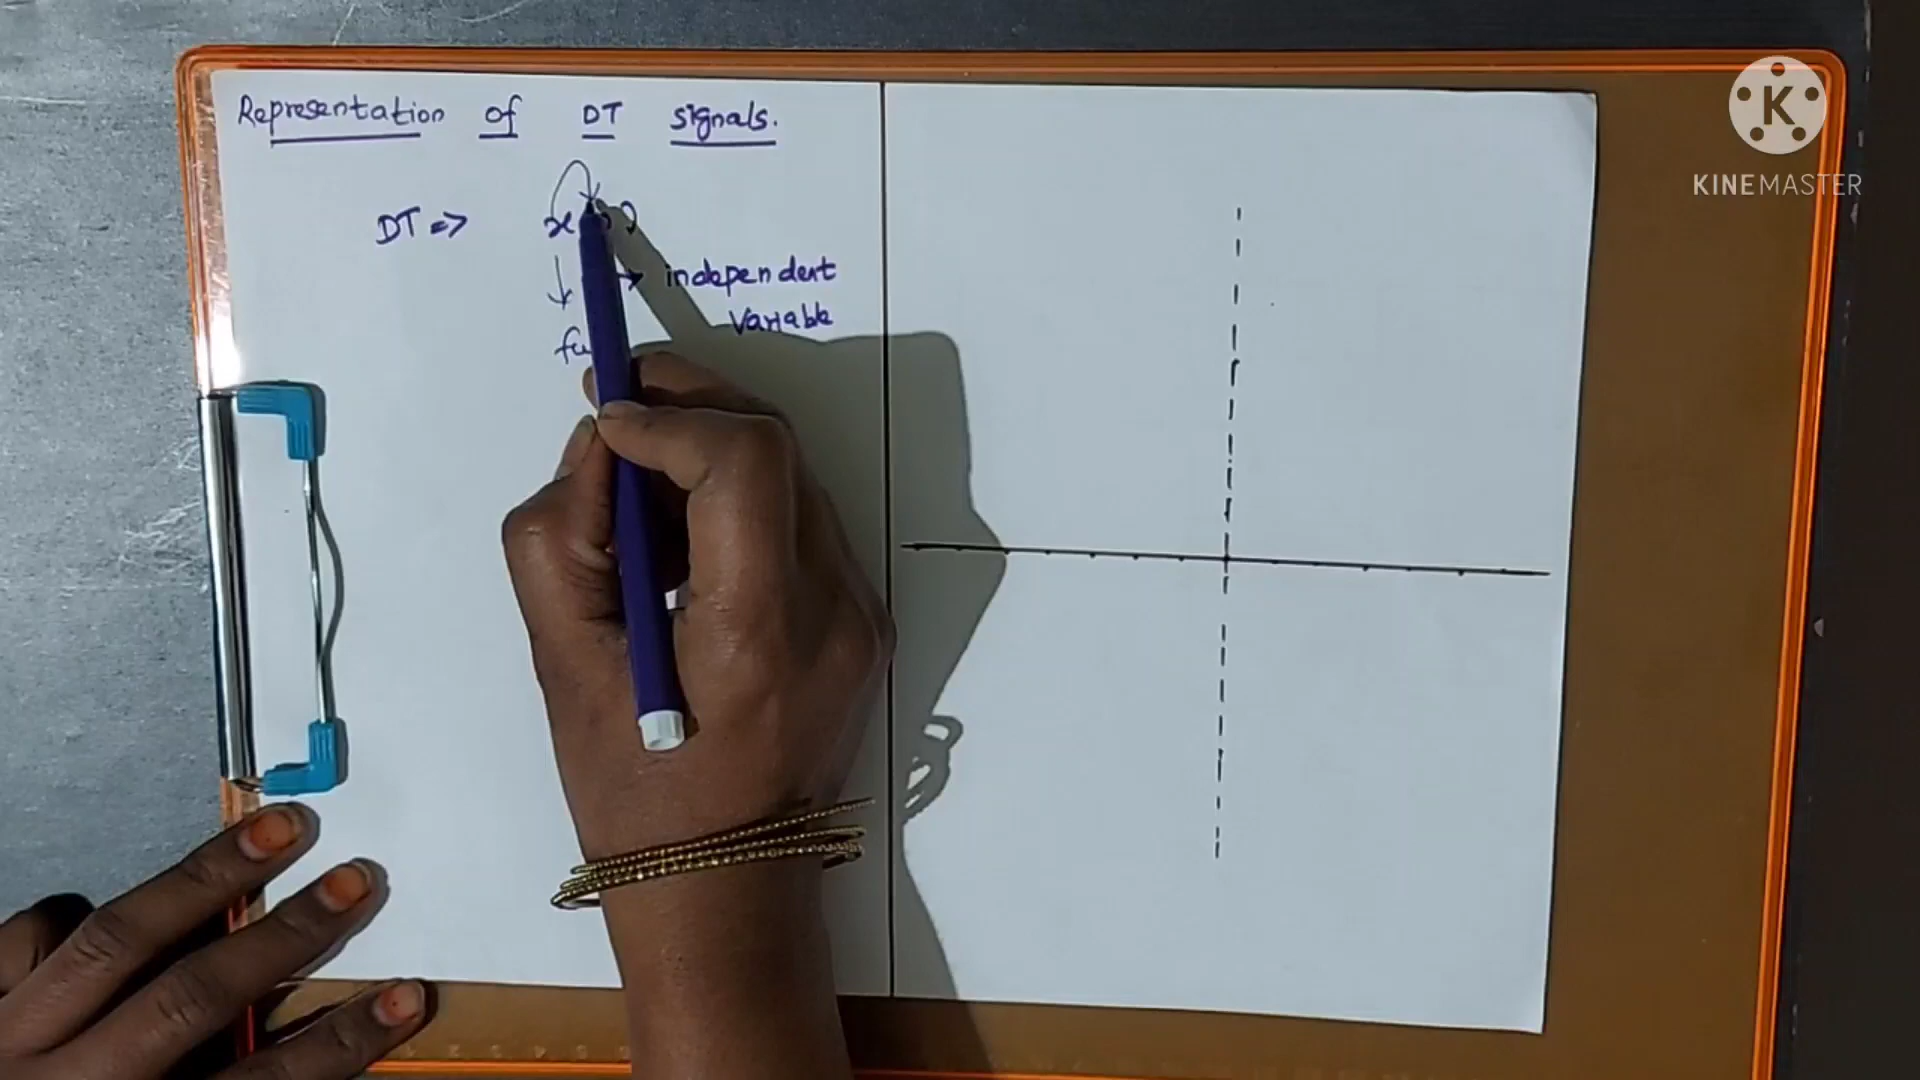 Representation of DT signals.
DT => x
independent
variable
K
KINEMASTER